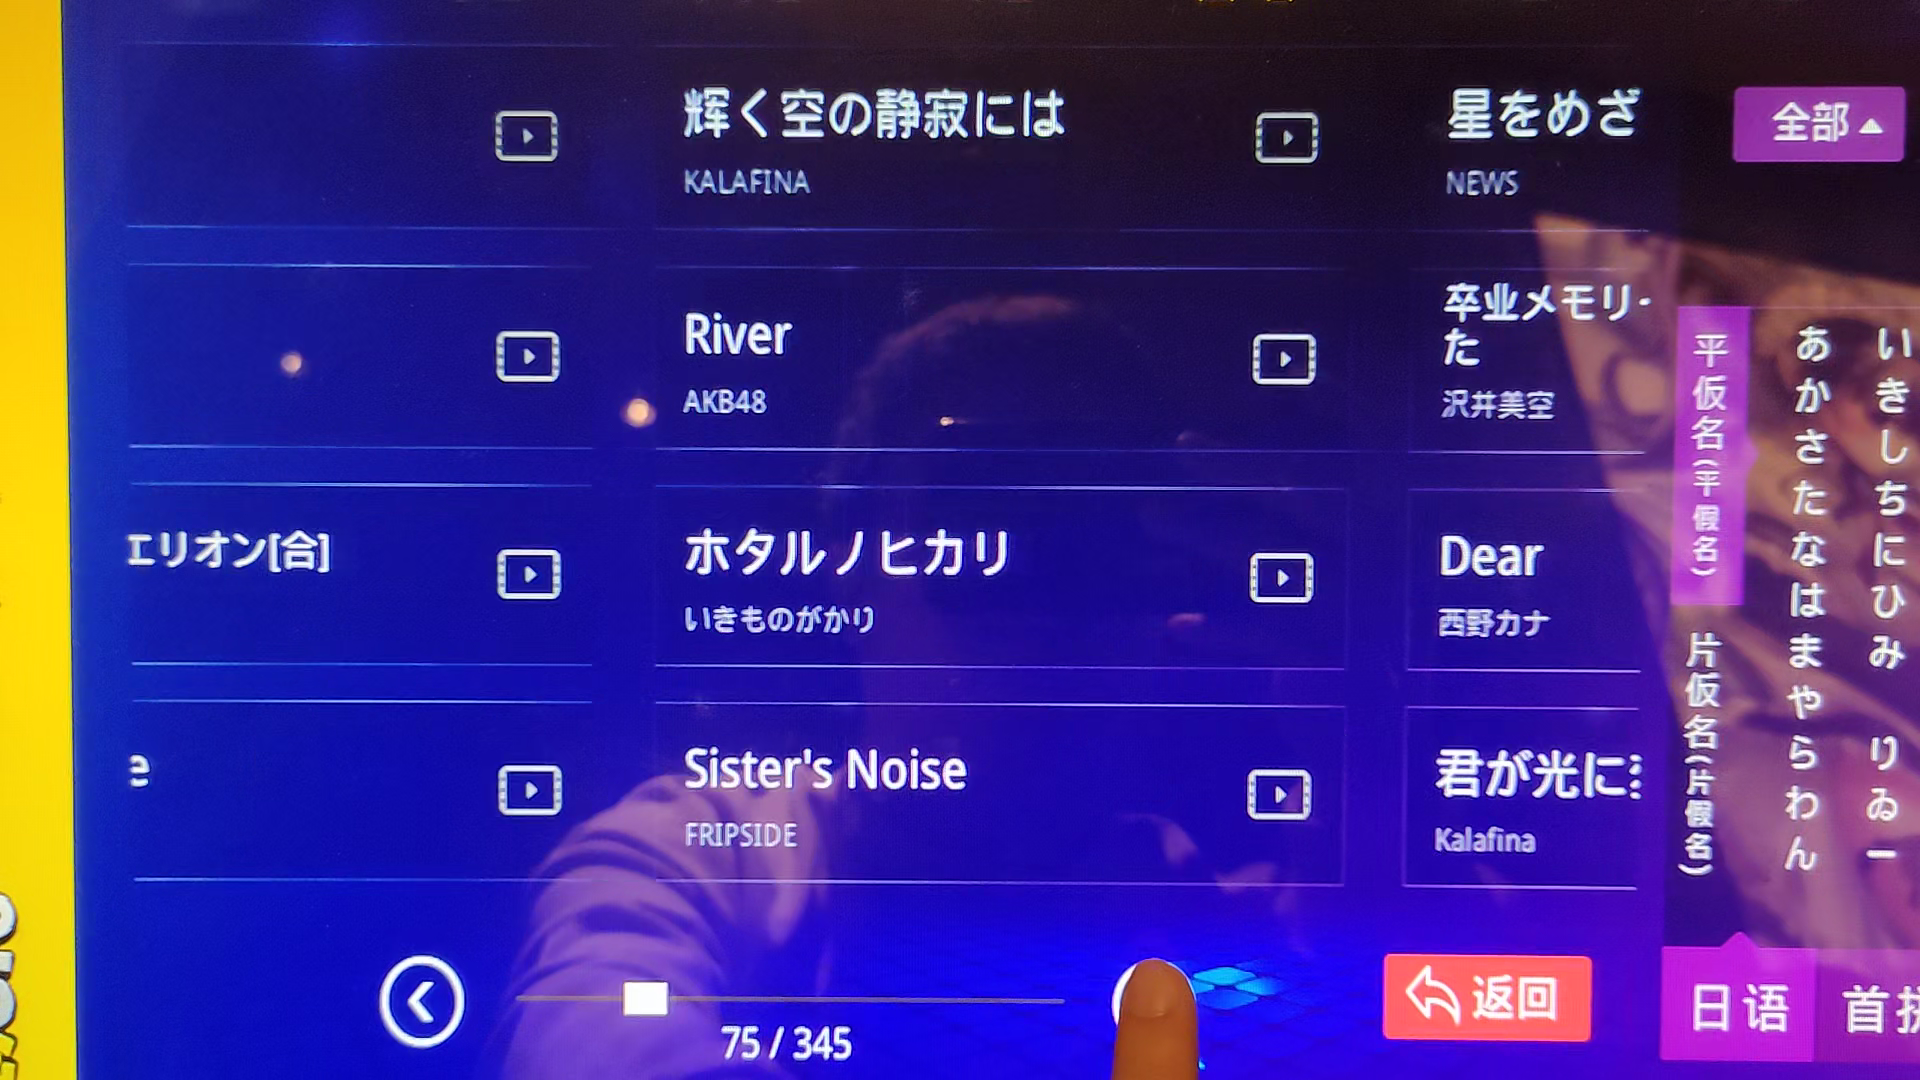 輝く空の静寂には
KALAFINA
星をめざ
NEWS
全部
River
AKB48
卒业メモリ
た
沢井美空
エリオン[合]
ホタルノヒカリ
いきものがかり
Dear
西野カナ
e
Sister's Noise
FRIPSIDE
君が光に
Kalafina
平仮名(平假名)
片仮名(片假名)
あかさたなはまやらわん
いきしちにひみ りゐー
75 / 345
返回
日语
首拼